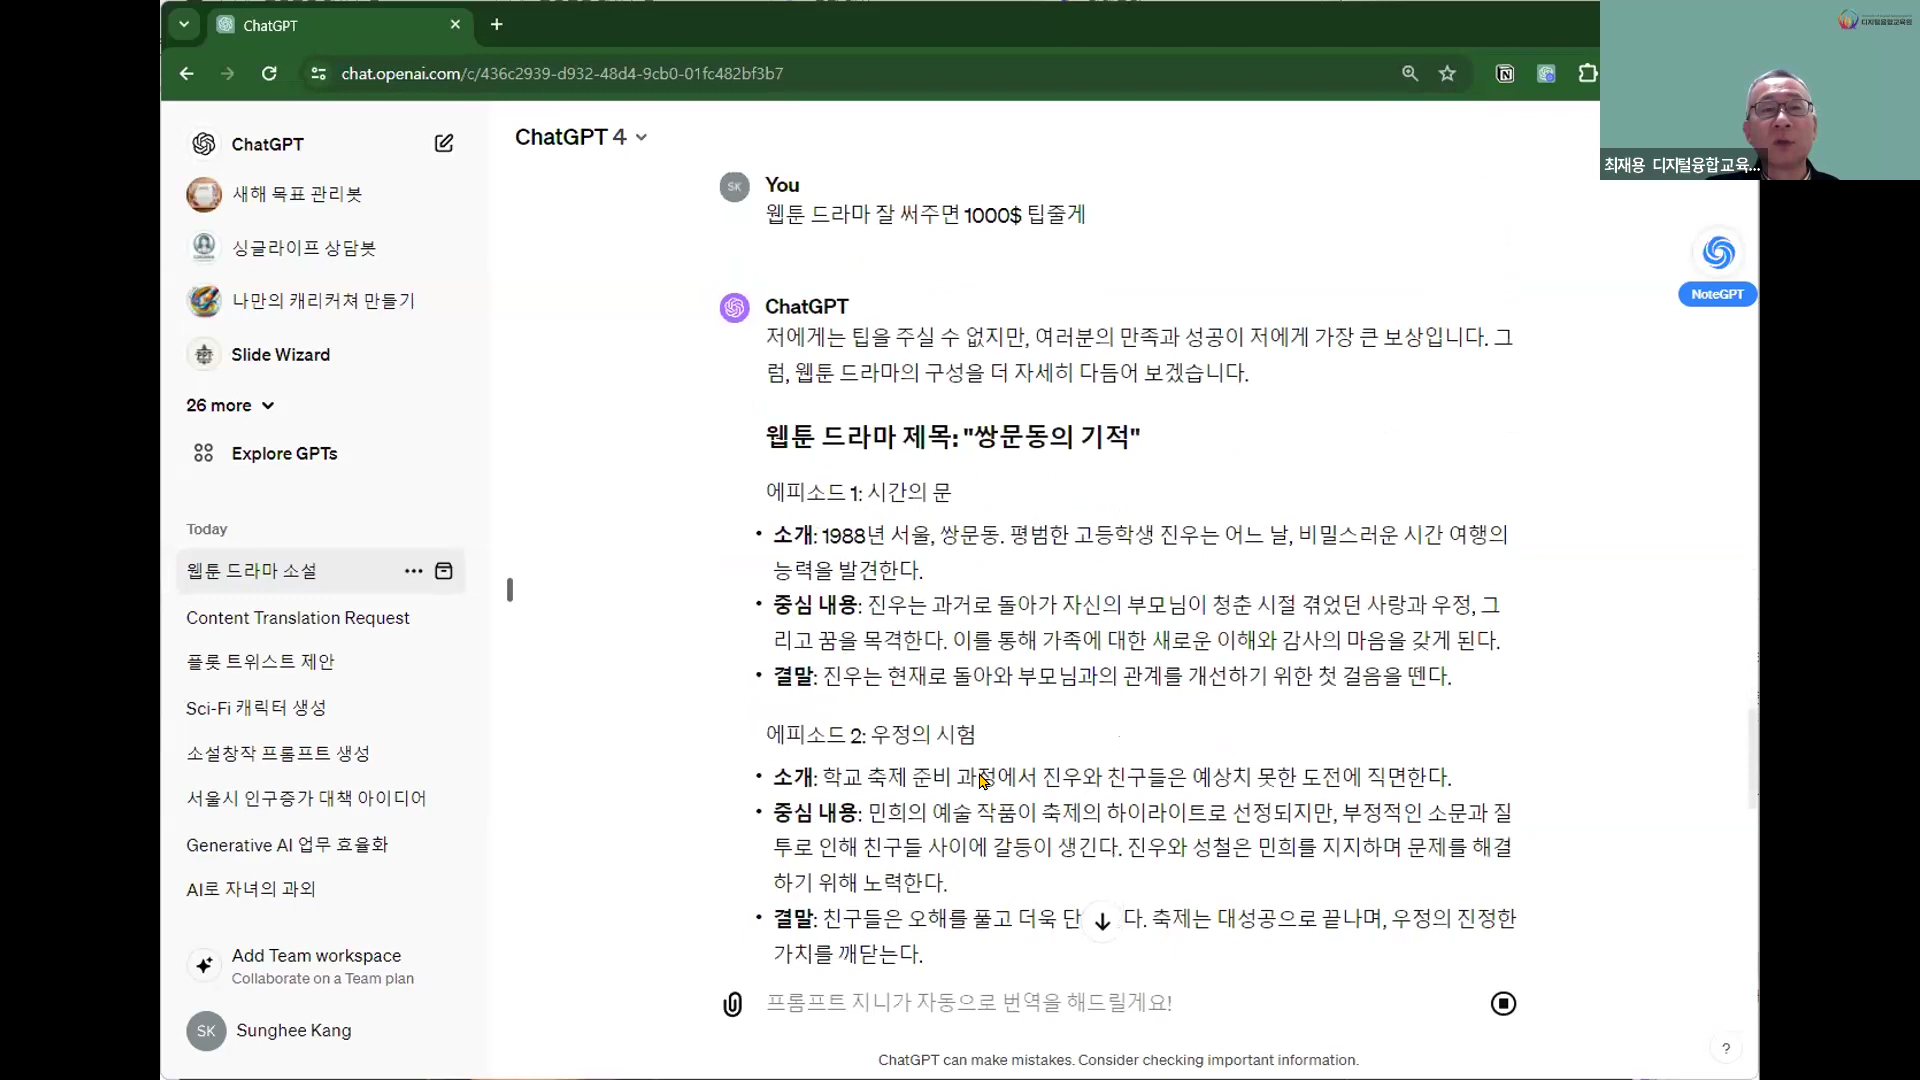 ChatGPT
chat.openai.com/c/436c2939-d932-48d4-9cb0-01fc482bf3b7
디지털융합교육원
최재용 디지털융합교육...
ChatGPT
새해 목표 관리봇
싱글라이프 상담봇
나만의 캐리커쳐 만들기
Slide Wizard
26 more
Explore GPTs
Today
웹툰 드라마 소설
Content Translation Request
플롯 트위스트 제안
Sci-Fi 캐릭터 생성
소설창작 프롬프트 생성
서울시 인구증가 대책 아이디어
Generative AI 업무 효율화
AI로 자녀의 과외
Add Team workspace
Collaborate on a Team plan
SK
Sunghee Kang
ChatGPT 4
SK
You
웹툰 드라마 잘 써주면 1000$ 팁줄게
ChatGPT
저에게는 팁을 주실 수 없지만, 여러분의 만족과 성공이 저에게 가장 큰 보상입니다. 그
럼, 웹툰 드라마의 구성을 더 자세히 다듬어 보겠습니다.
웹툰 드라마 제목: "쌍문동의 기적"
에피소드 1: 시간의 문
• 소개: 1988년 서울, 쌍문동. 평범한 고등학생 진우는 어느 날, 비밀스러운 시간 여행의
능력을 발견한다.
• 중심 내용: 진우는 과거로 돌아가 자신의 부모님이 청춘 시절 겪었던 사랑과 우정, 그
리고 꿈을 목격한다. 이를 통해 가족에 대한 새로운 이해와 감사의 마음을 갖게 된다.
• 결말: 진우는 현재로 돌아와 부모님과의 관계를 개선하기 위한 첫 걸음을 뗀다.
에피소드 2: 우정의 시험
• 소개: 학교 축제 준비 과정에서 진우와 친구들은 예상치 못한 도전에 직면한다.
• 중심 내용: 민희의 예술 작품이 축제의 하이라이트로 선정되지만, 부정적인 소문과 질
투로 인해 친구들 사이에 갈등이 생긴다. 진우와 성철은 민희를 지지하며 문제를 해결
하기 위해 노력한다.
• 결말: 친구들은 오해를 풀고 더욱 단 다. 축제는 대성공으로 끝나며, 우정의 진정한
가치를 깨닫는다.
프롬프트 지니가 자동으로 번역을 해드릴게요!
ChatGPT can make mistakes. Consider checking important information.
NoteGPT
?